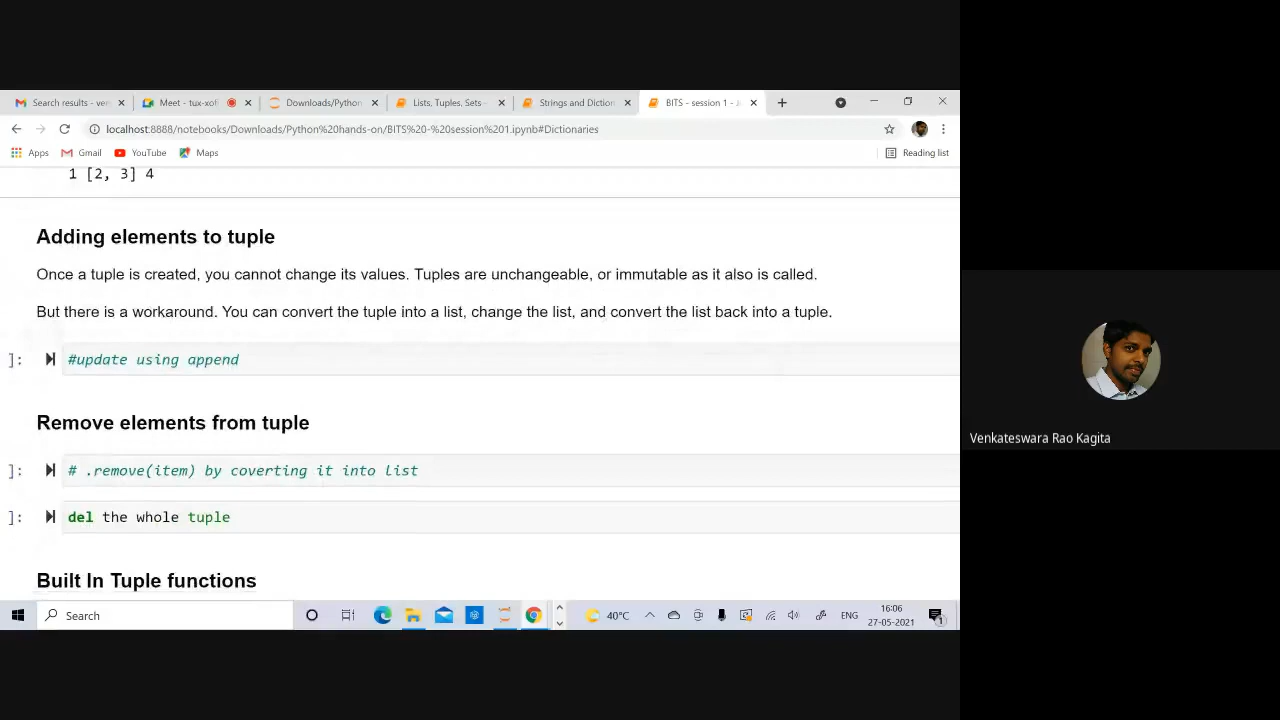 Search results - ven
Meet - tux-xof
Downloads/Python
Lists, Tuples, Sets-
Strings and Diction
BITS - session 1 - J
localhost:8888/notebooks/Downloads/Python%20hands-on/BITS%20-%20session%201.ipynb#Dictionaries
Apps Gmail YouTube Maps Reading list
1 [2, 3] 4
Adding elements to tuple
Once a tuple is created, you cannot change its values. Tuples are unchangeable, or immutable as it also is called.
But there is a workaround. You can convert the tuple into a list, change the list, and convert the list back into a tuple.
]: #update using append
Remove elements from tuple
]: # .remove(item) by coverting it into list
]: del the whole tuple
Built In Tuple functions
Venkateswara Rao Kagita
Search
40°C
ENG
16:06
27-05-2021
1